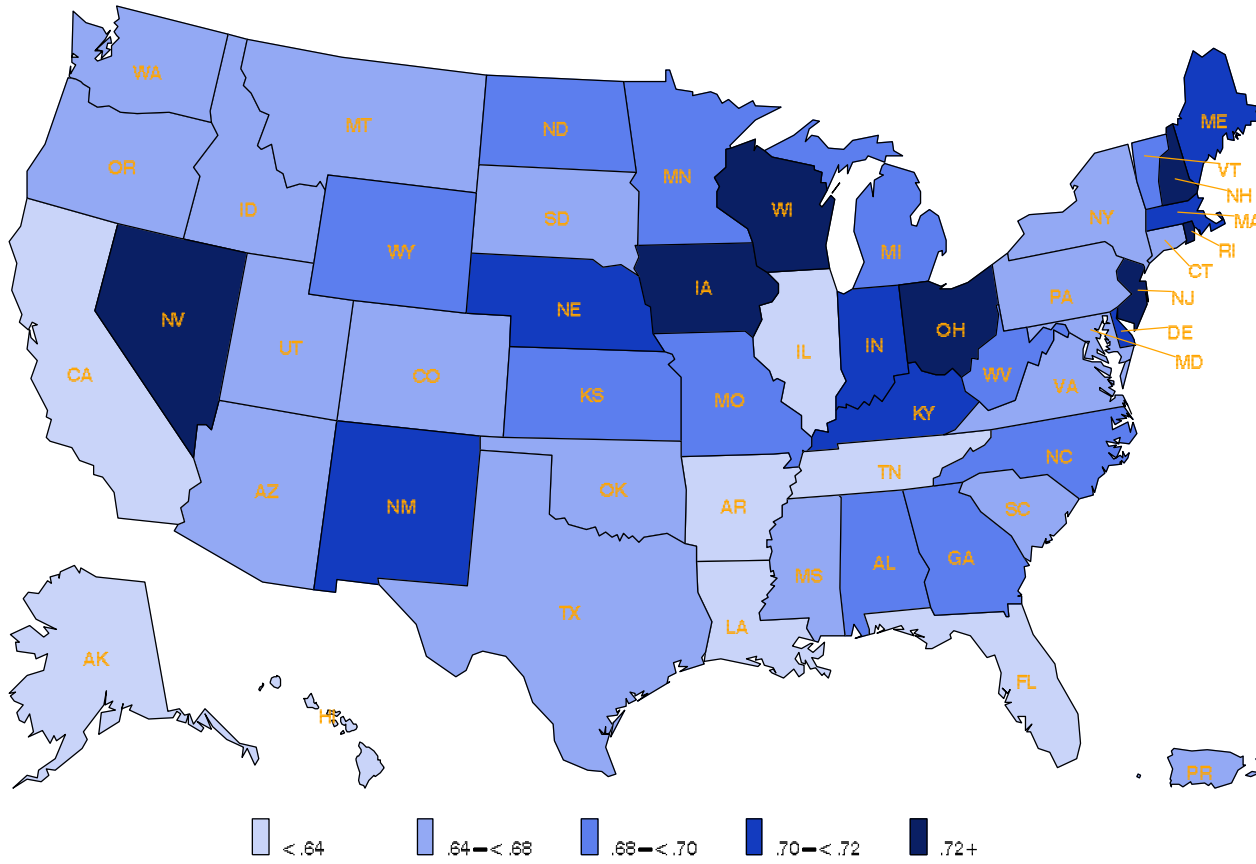 WA
MT
ND
ME
OR
MN
VT
ID
SD
WI
NH
NY
MA
WY
MI
RI
CT
IA
PA
NJ
NE
NV
OH
DE
UT
IL
IN
MD
CA
CO
WV
VA
KS
MO
KY
NC
TN
AZ
OK
NM
AR
SC
GA
AL
MS
TX
LA
AK
FL
HI
PR
<.64
.64-<.68
.68-<.70
.70-<.72
.72+